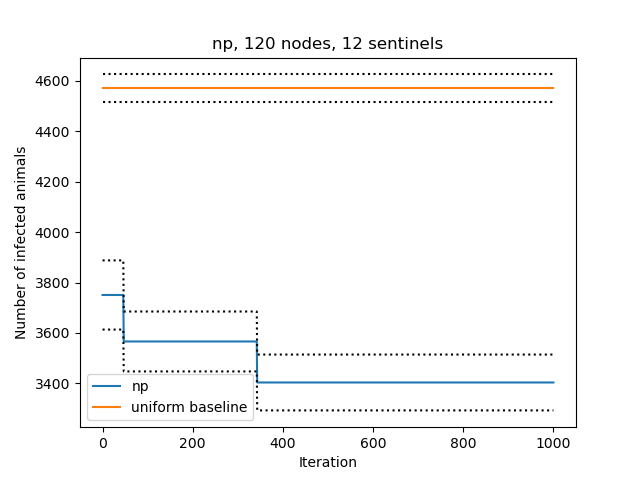 np, 120 nodes, 12 sentinels
Number of infected animals
4600
4400
4200
4000
3800
3600
3400
np
uniform baseline
0
200
400
600
800
1000
Iteration